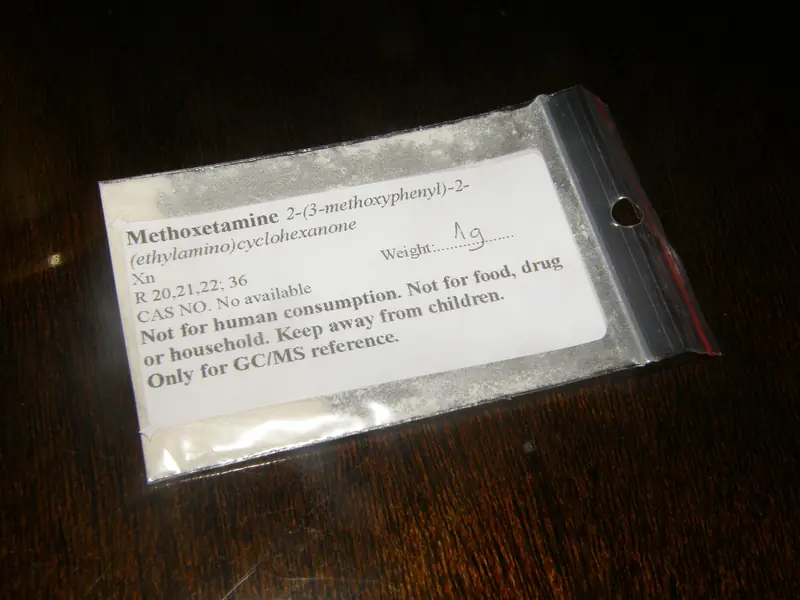 Methoxetamine 2-(3-methoxyphenyl)-2-
(ethylamino)cyclohexanone
Xn
Weight:..............1g..............
R 20,21,22; 36
CAS NO. No available
Not for human consumption. Not for food, drug
or household. Keep away from children.
Only for GC/MS reference.